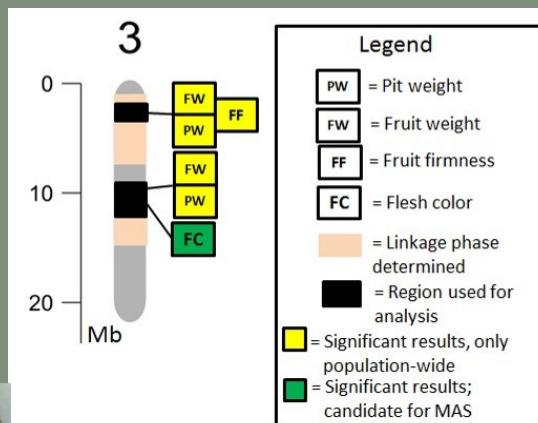 3
0
10
20
Mb
FW
PW
FF
FW
PW
FC
Legend
PW = Pit weight
FW = Fruit weight
FF = Fruit firmness
FC = Flesh color
= Linkage phase
determined
= Region used for
analysis
= Significant results, only
population-wide
= Significant results;
candidate for MAS